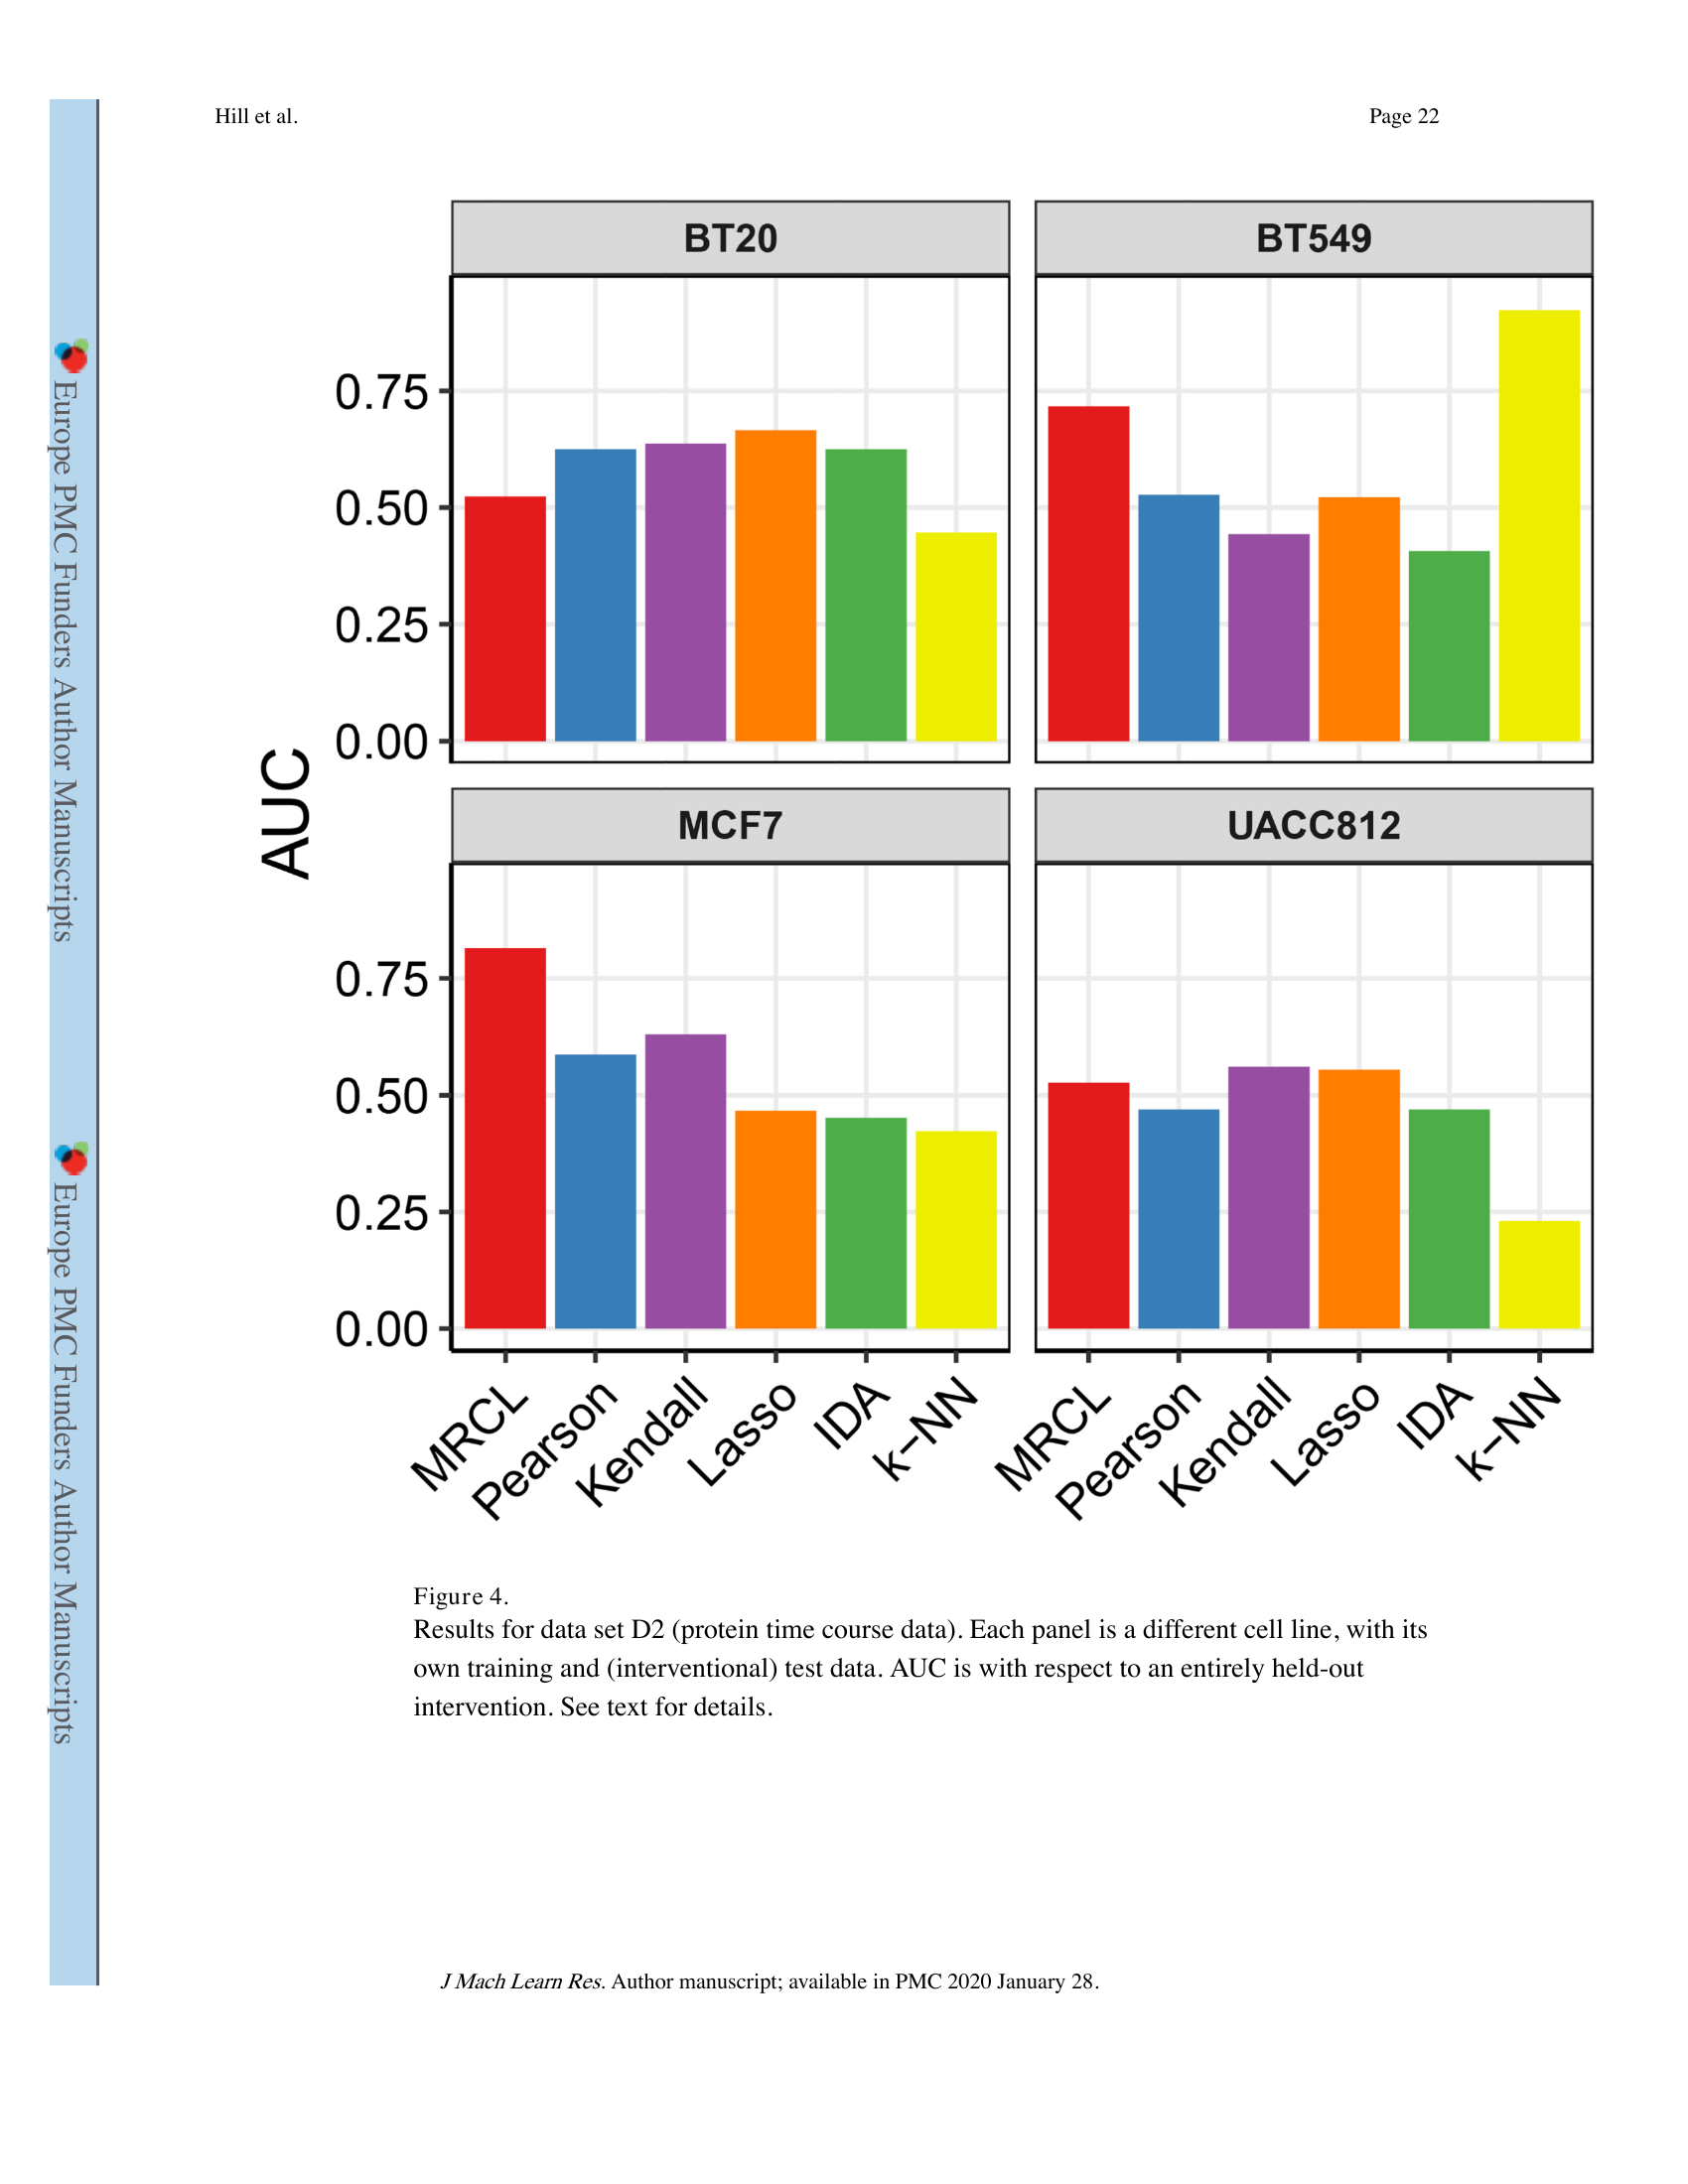 Hill et al.
Page 22
Europe PMC Funders Author Manuscripts
Europe PMC Funders Author Manuscripts
AUC
BT20
BT549
0.75
0.50
0.25
0.00
MCF7
UACC812
0.75
0.50
0.25
0.00
MRCL
Pearson
Kendall
Lasso
IDA
k−NN
MRCL
Pearson
Kendall
Lasso
IDA
k−NN
Figure 4.
Results for data set D2 (protein time course data). Each panel is a different cell line, with its
own training and (interventional) test data. AUC is with respect to an entirely held-out
intervention. See text for details.
J Mach Learn Res. Author manuscript; available in PMC 2020 January 28.